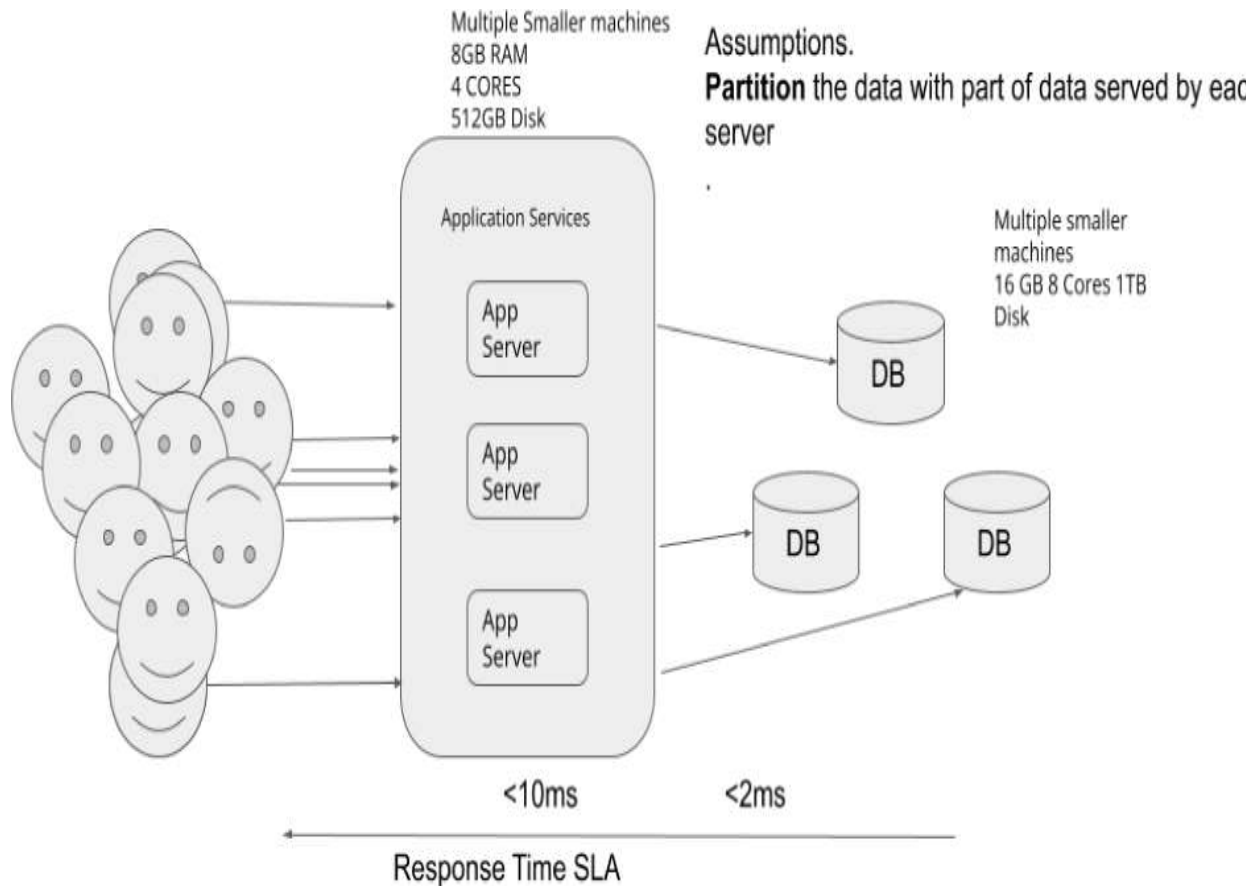 Multiple Smaller machines
8GB RAM
4 CORES
512GB Disk
Assumptions.
Partition the data with part of data served by eac
server
.
Application Services
Multiple smaller
machines
16 GB 8 Cores 1TB
Disk
App
Server
DB
App
Server
DB
DB
App
Server
<10ms
<2ms
Response Time SLA